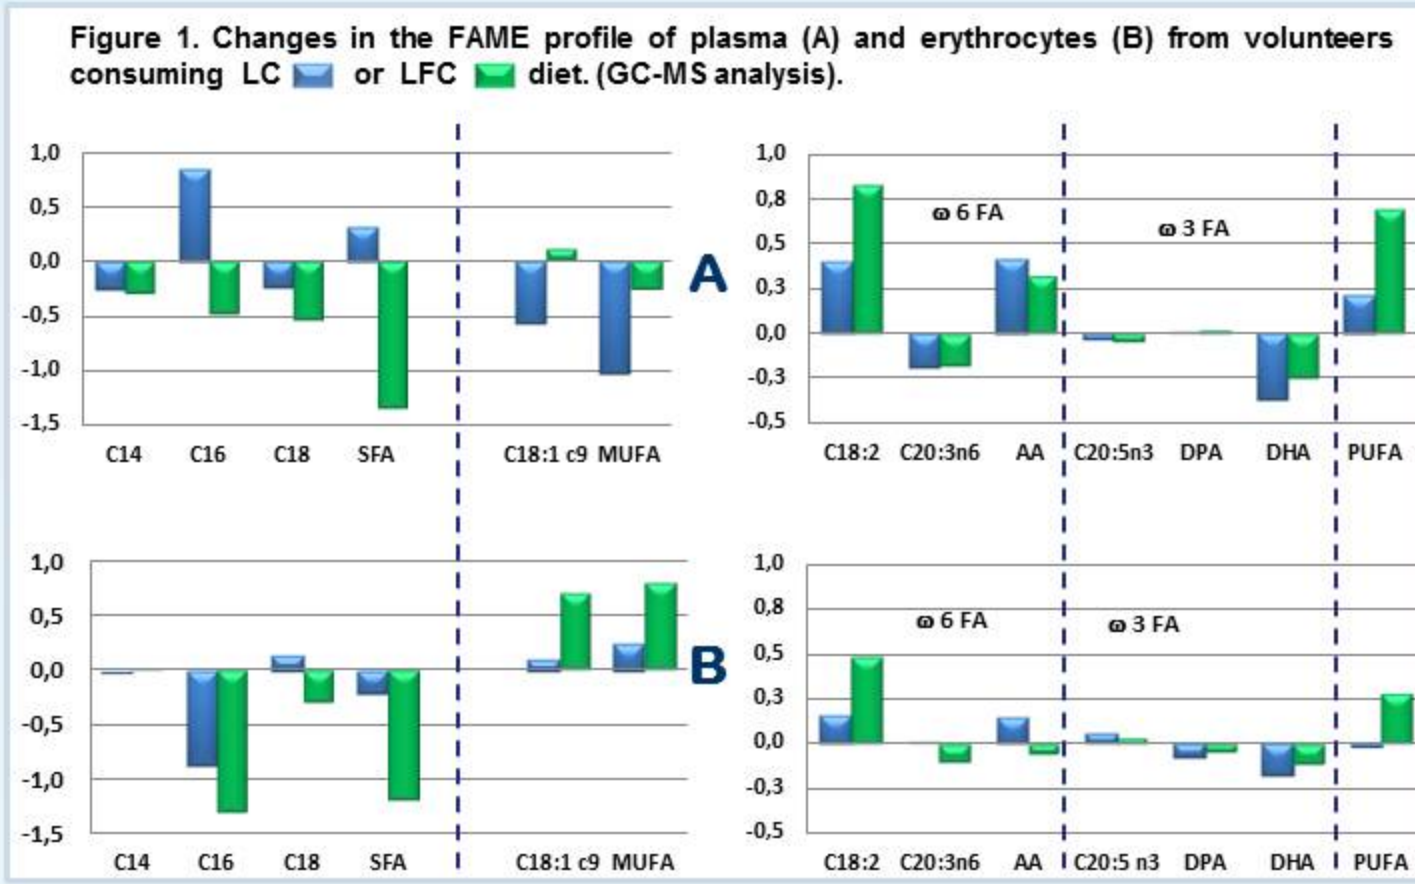 Figure 1. Changes in the FAME profile of plasma (A) and erythrocytes (B) from volunteers
consuming LC or LFC diet. (GC-MS analysis).
1,0
0,5
0,0
-0,5
-1,0
-1,5
C14 C16 C18 SFA C18:1 c9 MUFA
A
1,0
0,8
0,5
0,3
0,0
-0,3
-0,5
ω 6 FA
ω 3 FA
C18:2 C20:3n6 AA C20:5n3 DPA DHA PUFA
1,0
0,5
0,0
-0,5
-1,0
-1,5
C14 C16 C18 SFA C18:1 c9 MUFA
B
1,0
0,8
0,5
0,3
0,0
-0,3
-0,5
ω 6 FA ω 3 FA
C18:2 C20:3n6 AA C20:5 n3 DPA DHA PUFA